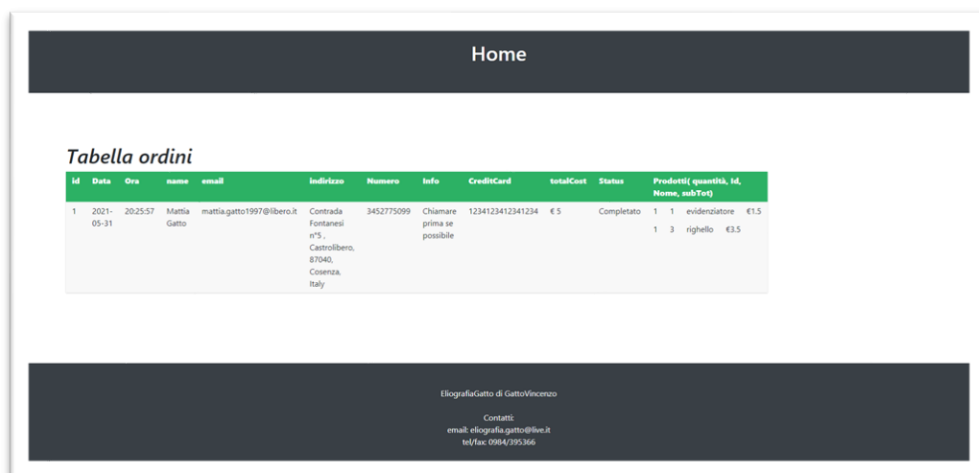 Home
Tabella ordini
id Data Ora name email indirizzo Numero Info CreditCard totalCost Status Prodotti( quantità, Id,
Nome, subTot)
1 2021- 20:25:57 Mattia mattia.gatto1997@libero.it Contrada 3452775099 Chiamare 1234123412341234 € 5 Completato 1 1 evidenziatore €1.5
05-31 Gatto Fontanesi prima se
n°5 , possibile 1 3 righello €3.5
Castrolibero,
87040,
Cosenza,
Italy
EliografiaGatto di GattoVincenzo
Contatti:
email: eliografia.gatto@live.it
tel/fax: 0984/395366